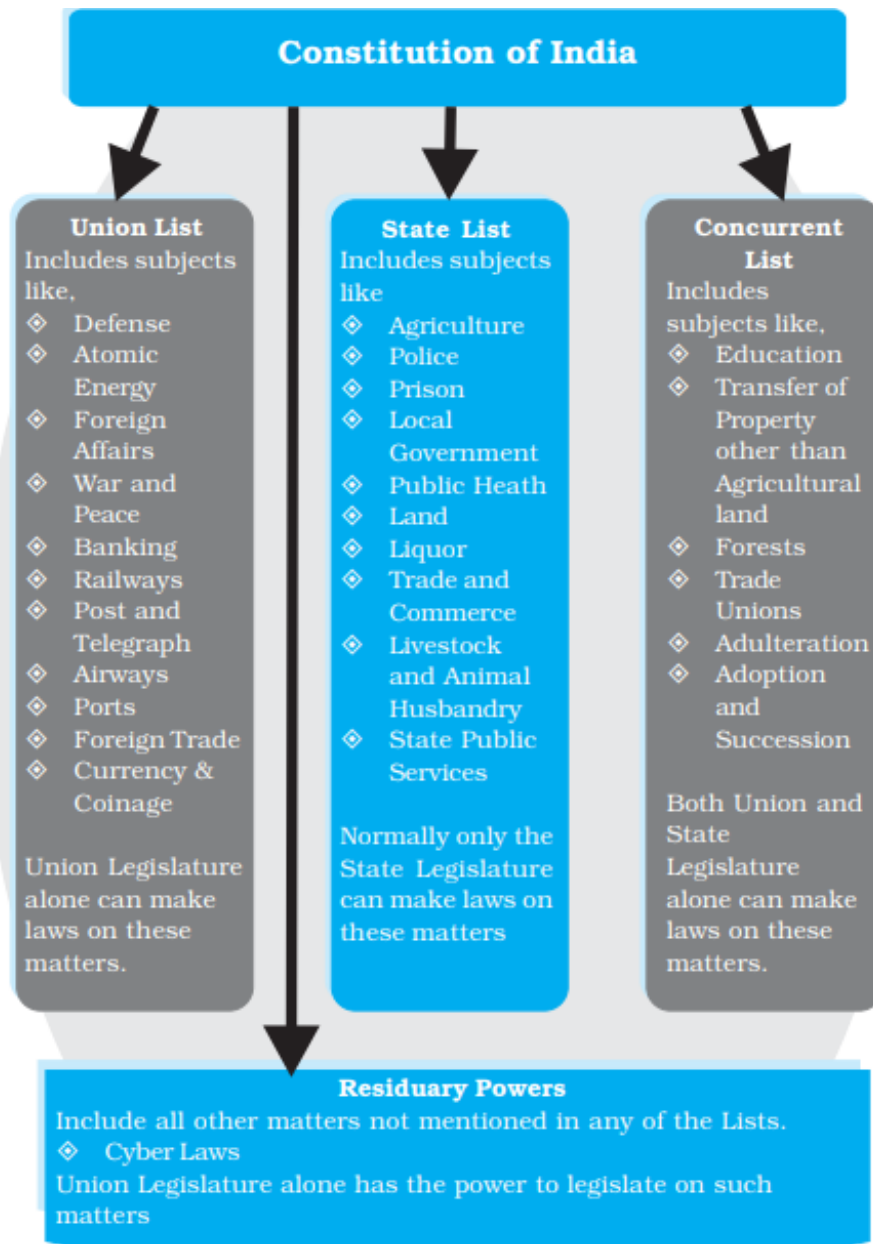 Constitution of India
Union List
Includes subjects
like,
◈ Defense
◈ Atomic
Energy
◈ Foreign
Affairs
◈ War and
Peace
◈ Banking
◈ Railways
◈ Post and
Telegraph
◈ Airways
◈ Ports
◈ Foreign Trade
◈ Currency &
Coinage
Union Legislature
alone can make
laws on these
matters.
State List
Includes subjects
like
◈ Agriculture
◈ Police
◈ Prison
◈ Local
Government
◈ Public Heath
◈ Land
◈ Liquor
◈ Trade and
Commerce
◈ Livestock
and Animal
Husbandry
◈ State Public
Services
Normally only the
State Legislature
can make laws on
these matters
Concurrent
List
Includes
subjects like,
◈ Education
◈ Transfer of
Property
other than
Agricultural
land
◈ Forests
◈ Trade
Unions
◈ Adulteration
◈ Adoption
and
Succession
Both Union and
State
Legislature
alone can make
laws on these
matters.
Residuary Powers
Include all other matters not mentioned in any of the Lists.
◈ Cyber Laws
Union Legislature alone has the power to legislate on such
matters